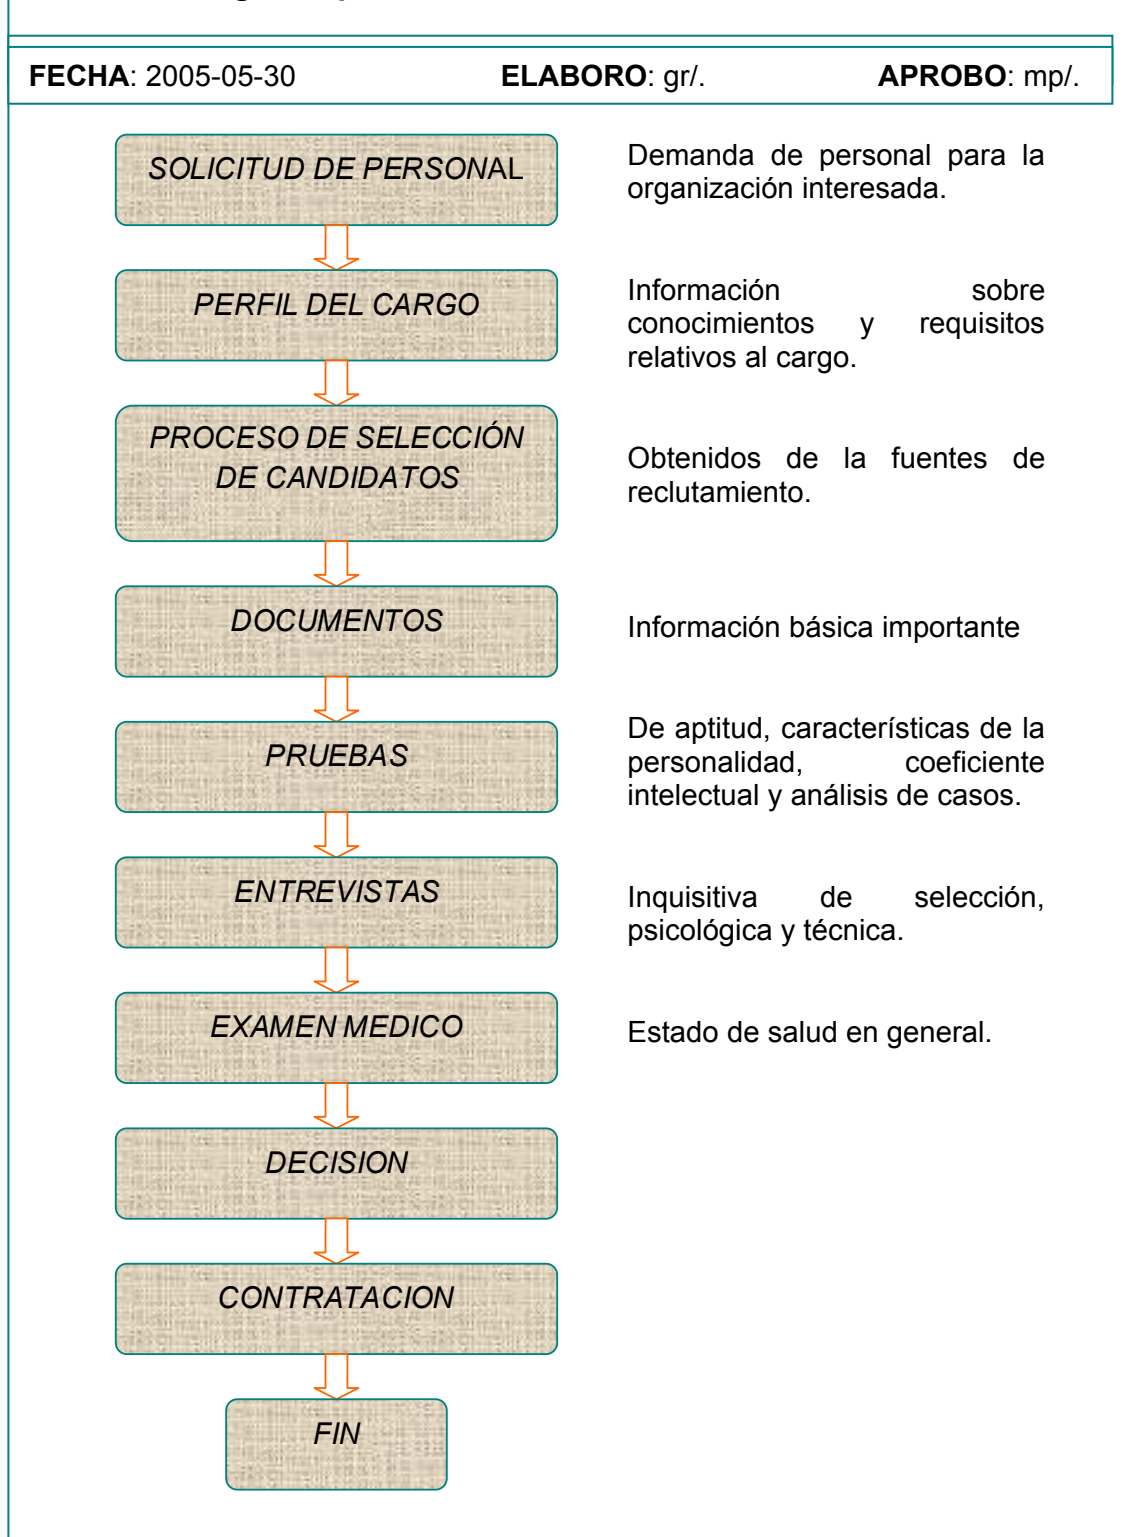 FECHA: 2005-05-30 ELABORO: gr/. APROBO: mp/.
SOLICITUD DE PERSONAL
Demanda de personal para la
organización interesada.
PERFIL DEL CARGO
Información sobre
conocimientos y requisitos
relativos al cargo.
PROCESO DE SELECCIÓN
DE CANDIDATOS
Obtenidos de la fuentes de
reclutamiento.
DOCUMENTOS
Información básica importante
PRUEBAS
De aptitud, características de la
personalidad, coeficiente
intelectual y análisis de casos.
ENTREVISTAS
Inquisitiva de selección,
psicológica y técnica.
EXAMEN MEDICO
Estado de salud en general.
DECISION
CONTRATACION
FIN